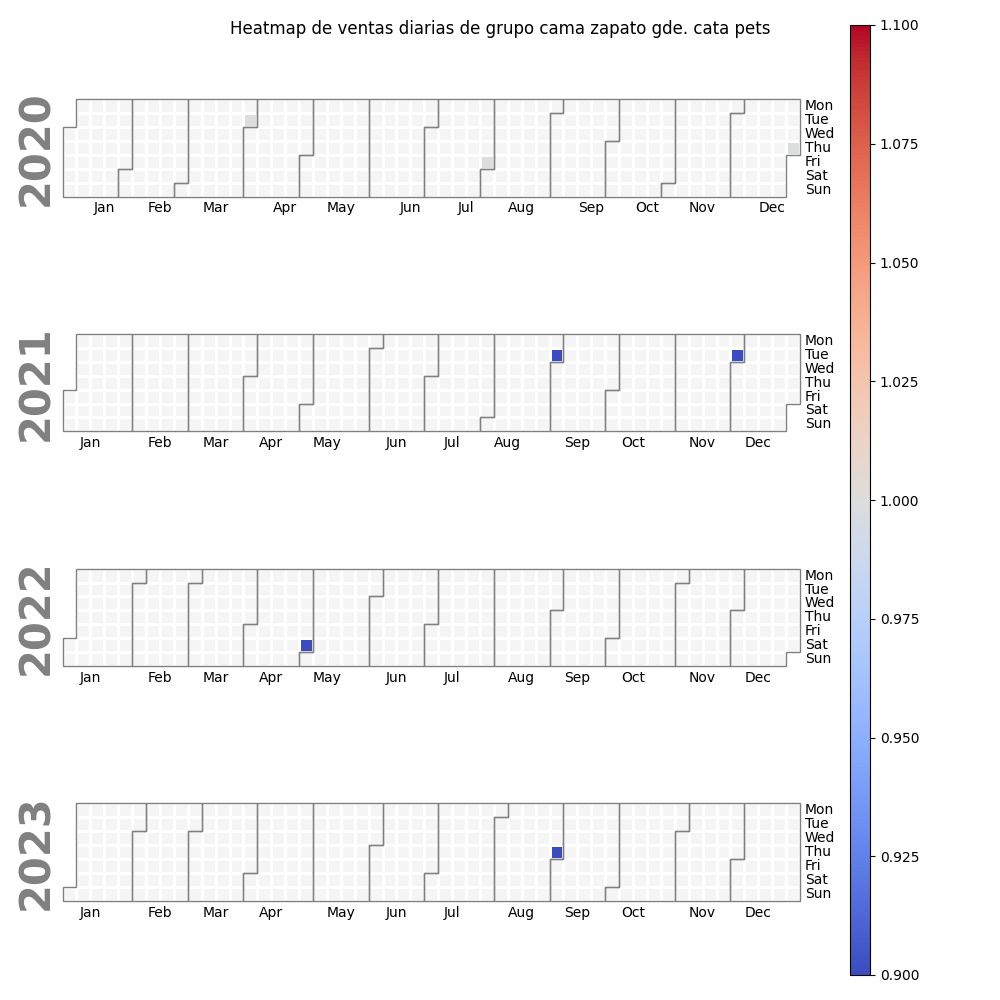 Heatmap de ventas diarias de grupo cama zapato gde. cata pets
2020
Mon
Tue
Wed
Thu
Fri
Sat
Sun
Jan Feb Mar Apr May Jun Jul Aug Sep Oct Nov Dec
2021
Mon
Tue
Wed
Thu
Fri
Sat
Sun
Jan Feb Mar Apr May Jun Jul Aug Sep Oct Nov Dec
2022
Mon
Tue
Wed
Thu
Fri
Sat
Sun
Jan Feb Mar Apr May Jun Jul Aug Sep Oct Nov Dec
2023
Mon
Tue
Wed
Thu
Fri
Sat
Sun
Jan Feb Mar Apr May Jun Jul Aug Sep Oct Nov Dec
1.100
1.075
1.050
1.025
1.000
0.975
0.950
0.925
0.900